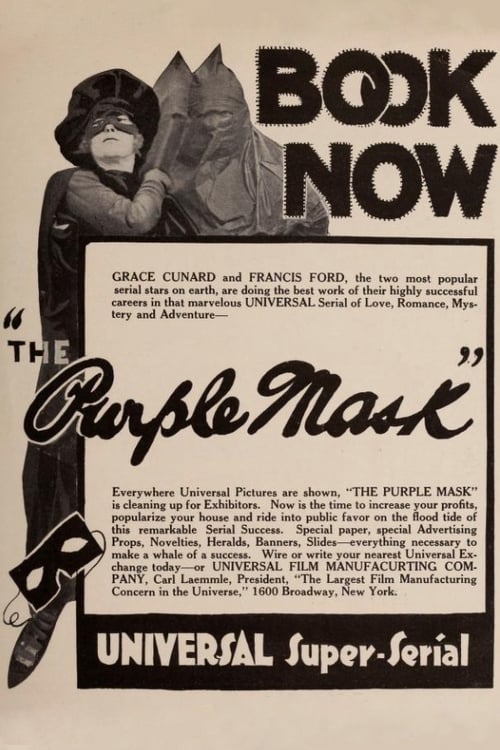 BOOK
NOW
GRACE CUNARD and FRANCIS FORD, the two most popular
serial stars on earth, are doing the best work of their highly successful
careers in that marvelous UNIVERSAL Serial of Love, Romance, Mys-
tery and Adventure—
"THE
Purple Mask"
Everywhere Universal Pictures are shown, "THE PURPLE MASK"
is cleaning up for Exhibitors. Now is the time to increase your profits,
popularize your house and ride into public favor on the flood tide of
this remarkable Serial Success. Special paper, special Advertising
Props, Novelties, Heralds, Banners, Slides—everything necessary to
make a whale of a success. Wire or write your nearest Universal Ex-
change today—or UNIVERSAL FILM MANUFACURTING COM-
PANY, Carl Laemmle, President, "The Largest Film Manufacturing
Concern in the Universe," 1600 Broadway, New York.
UNIVERSAL Super-Serial